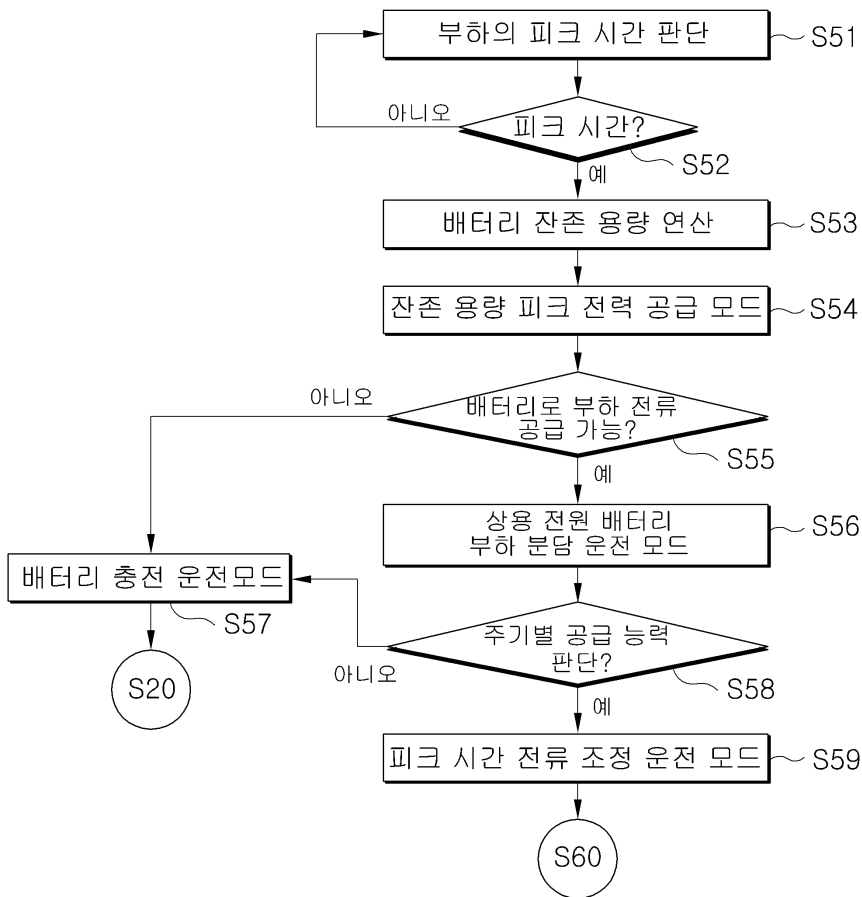 부하의 피크 시간 판단
S51
아니오
피크 시간?
S52
예
배터리 잔존 용량 연산
S53
잔존 용량 피크 전력 공급 모드
S54
아니오
배터리로 부하 전류
공급 가능?
S55
예
상용 전원 배터리
부하 분담 운전 모드
S56
배터리 충전 운전모드
S57
주기별 공급 능력
판단?
아니오
S58
S20
예
피크 시간 전류 조정 운전 모드
S59
S60